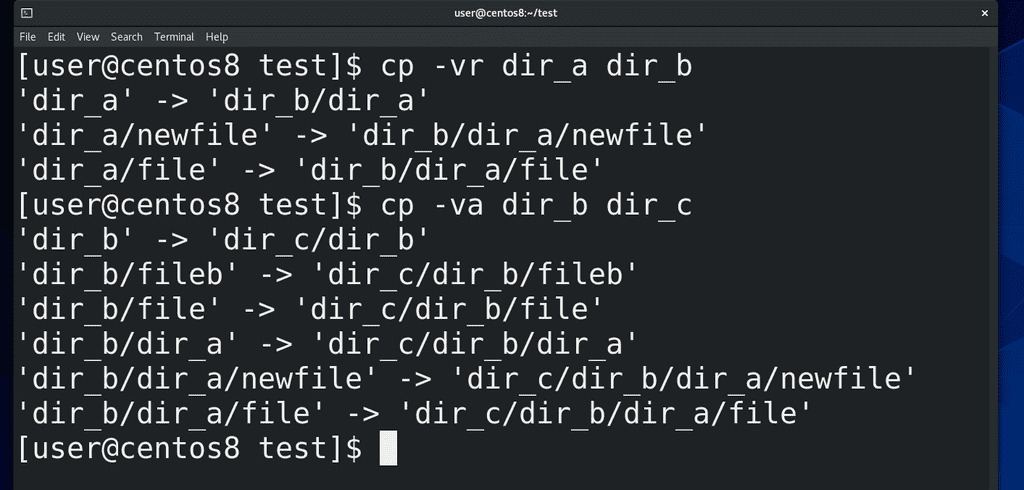 user@centos8:~/test
×
File Edit View Search Terminal Help
[user@centos8 test]$ cp -vr dir_a dir_b
'dir_a' -> 'dir_b/dir_a'
'dir_a/newfile' -> 'dir_b/dir_a/newfile'
'dir_a/file' -> 'dir_b/dir_a/file'
[user@centos8 test]$ cp -va dir_b dir_c
'dir_b' -> 'dir_c/dir_b'
'dir_b/fileb' -> 'dir_c/dir_b/fileb'
'dir_b/file' -> 'dir_c/dir_b/file'
'dir_b/dir_a' -> 'dir_c/dir_b/dir_a'
'dir_b/dir_a/newfile' -> 'dir_c/dir_b/dir_a/newfile'
'dir_b/dir_a/file' -> 'dir_c/dir_b/dir_a/file'
[user@centos8 test]$